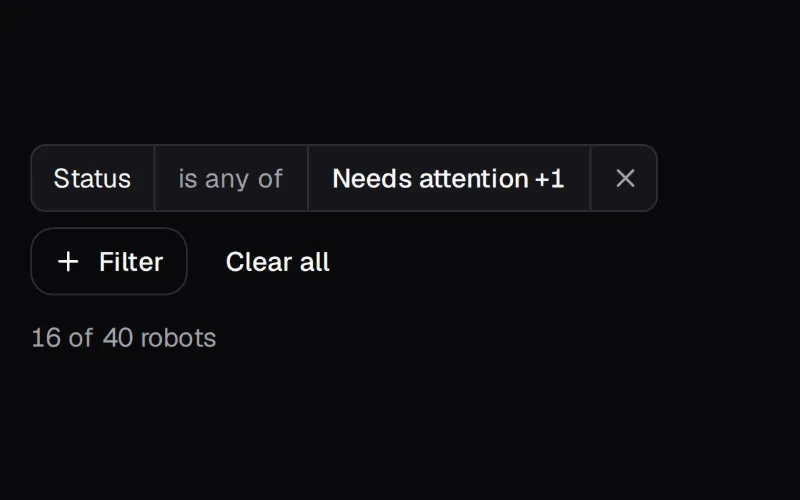 Status is any of Needs attention +1
Filter Clear all
16 of 40 robots